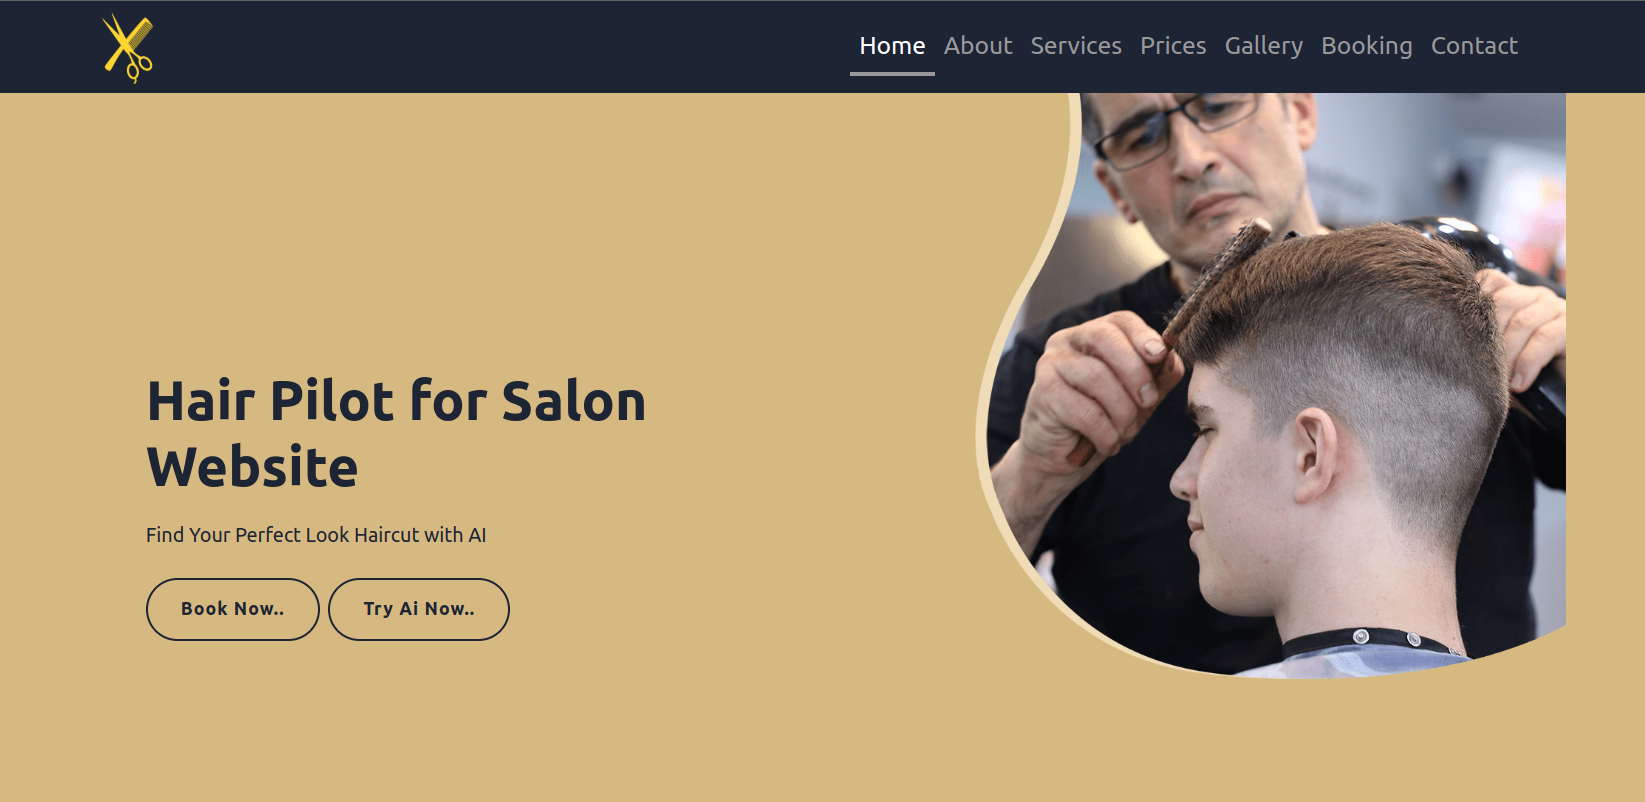 Home About Services Prices Gallery Booking Contact
Hair Pilot for Salon
Website
Find Your Perfect Look Haircut with AI
Book Now.. Try Ai Now..